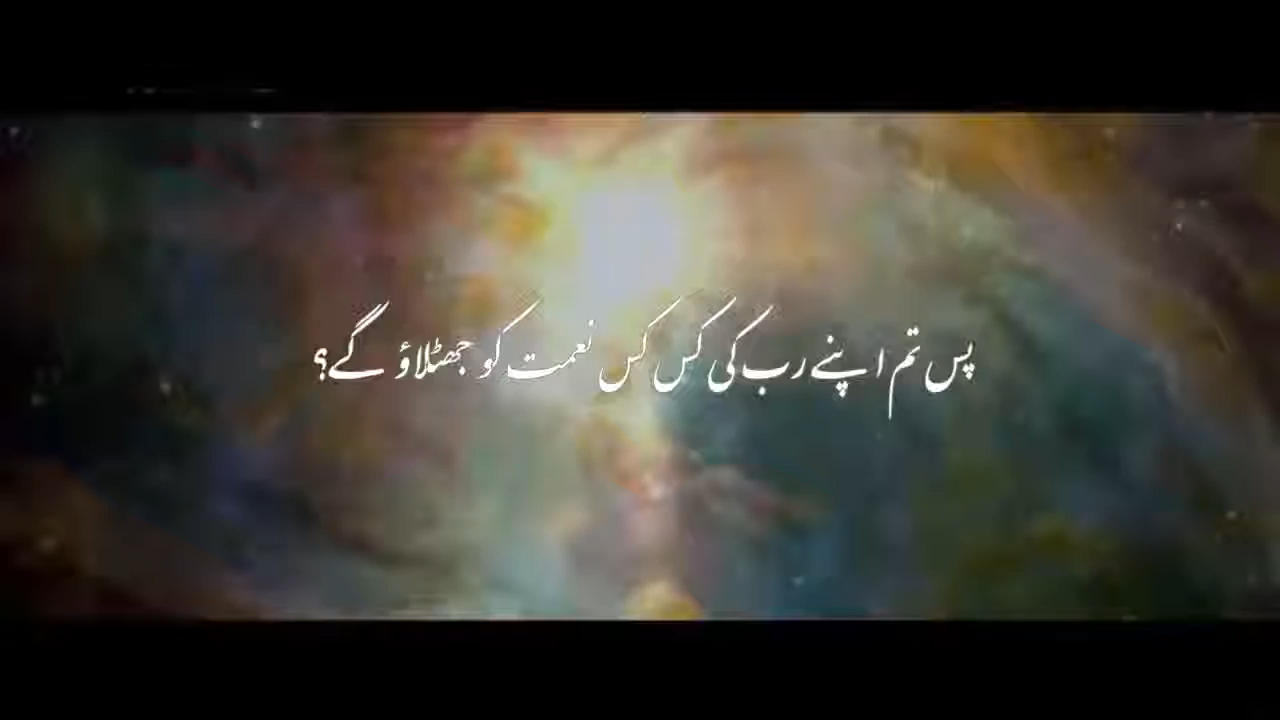 پس تم اپنے رب کی کس کس نعمت کو جھٹلاؤ گے؟